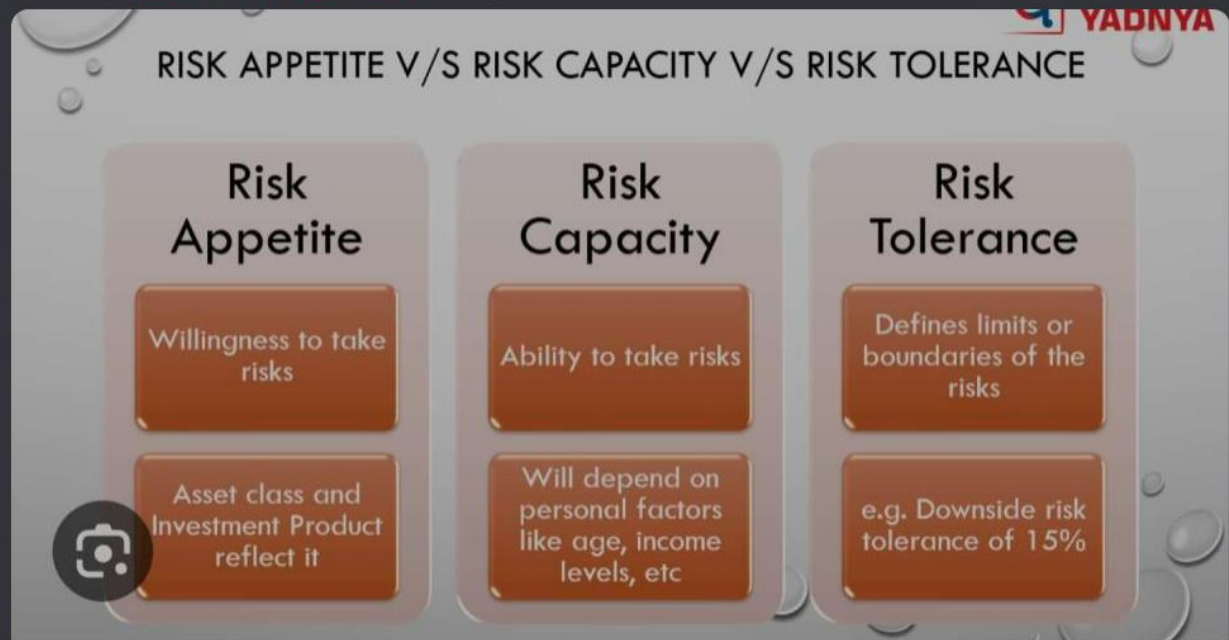 YADNYA
RISK APPETITE V/S RISK CAPACITY V/S RISK TOLERANCE
Risk
Appetite
Willingness to take
risks
Asset class and
Investment Product
reflect it
Risk
Capacity
Ability to take risks
Will depend on
personal factors
like age, income
levels, etc
Risk
Tolerance
Defines limits or
boundaries of the
risks
e.g. Downside risk
tolerance of 15%